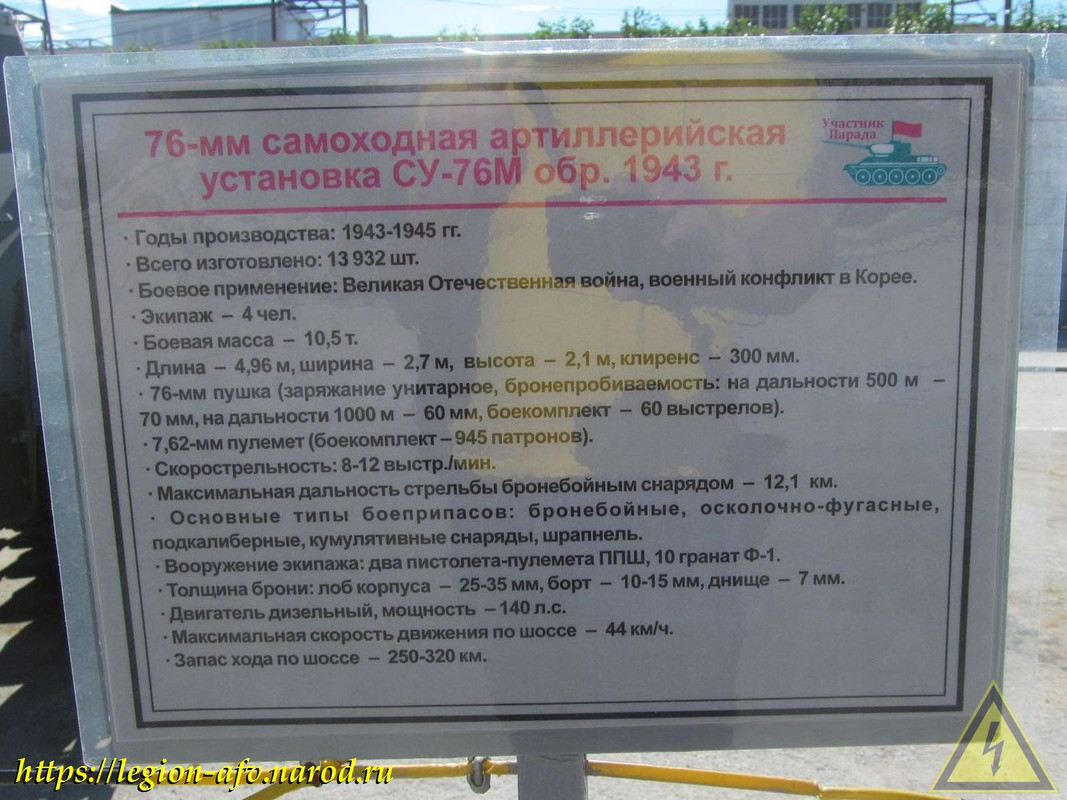 76-мм самоходная артиллерийская
установка СУ-76М обр. 1943 г.
Участник
Парада
· Годы производства: 1943-1945 гг.
· Всего изготовлено: 13 932 шт.
· Боевое применение: Великая Отечественная война, военный конфликт в Корее.
· Экипаж – 4 чел.
· Боевая масса – 10,5 т.
· Длина – 4,96 м, ширина – 2,7 м, высота – 2,1 м, клиренс – 300 мм.
· 76-мм пушка (заряжание унитарное, бронепробиваемость: на дальности 500 м –
70 мм, на дальности 1000 м – 60 мм, боекомплект – 60 выстрелов).
· 7,62-мм пулемет (боекомплект – 945 патронов).
· Скорострельность: 8-12 выстр./мин.
· Максимальная дальность стрельбы бронебойным снарядом – 12,1 км.
· Основные типы боеприпасов: бронебойные, осколочно-фугасные,
подкалиберные, кумулятивные снаряды, шрапнель.
· Вооружение экипажа: два пистолета-пулемета ППШ, 10 гранат Ф-1.
· Толщина брони: лоб корпуса – 25-35 мм, борт – 10-15 мм, днище – 7 мм.
· Двигатель дизельный, мощность – 140 л.с.
· Максимальная скорость движения по шоссе – 44 км/ч.
· Запас хода по шоссе – 250-320 км.
https://legion-afo.narod.ru